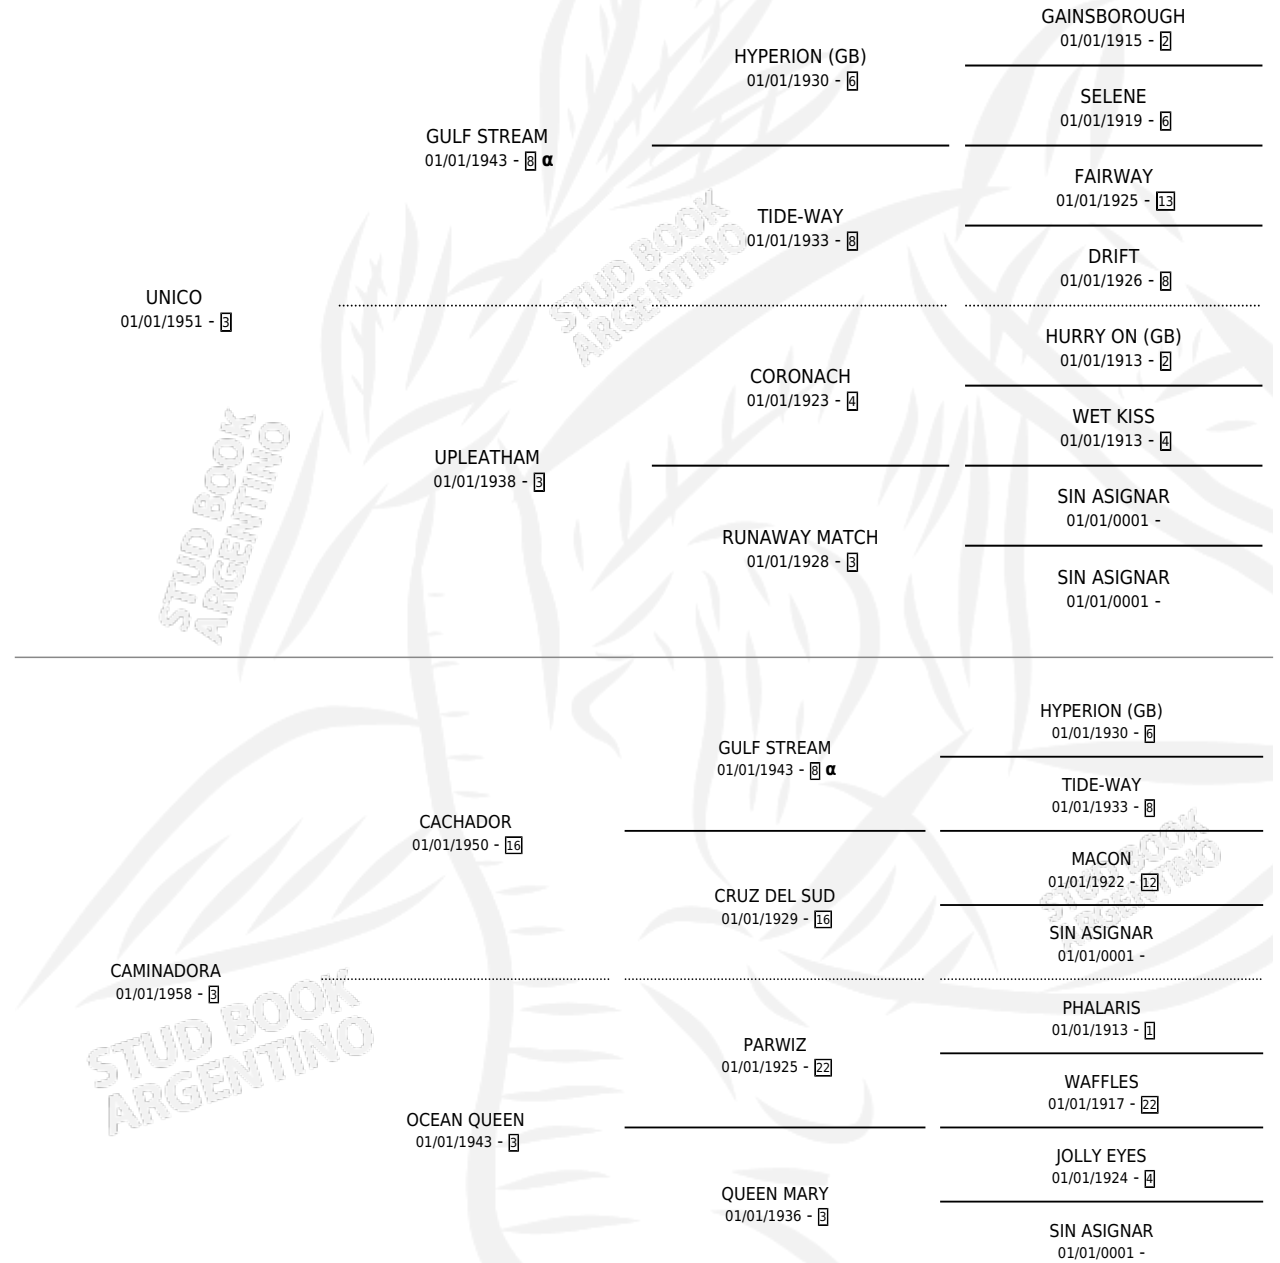 GAINSBOROUGH
01/01/1915 - 2
HYPERION (GB)
01/01/1930 - 6
SELENE
01/01/1919 - 6
GULF STREAM
01/01/1943 - 8 α
FAIRWAY
01/01/1925 - 13
TIDE-WAY
01/01/1933 - 8
DRIFT
01/01/1926 - 8
UNICO
01/01/1951 - 3
HURRY ON (GB)
01/01/1913 - 2
CORONACH
01/01/1923 - 4
WET KISS
01/01/1913 - 4
UPLEATHAM
01/01/1938 - 3
SIN ASIGNAR
01/01/0001 -
RUNAWAY MATCH
01/01/1928 - 3
SIN ASIGNAR
01/01/0001 -
HYPERION (GB)
01/01/1930 - 6
GULF STREAM
01/01/1943 - 8 α
TIDE-WAY
01/01/1933 - 8
CACHADOR
01/01/1950 - 16
MACON
01/01/1922 - 12
CRUZ DEL SUD
01/01/1929 - 16
SIN ASIGNAR
01/01/0001 -
CAMINADORA
01/01/1958 - 3
PHALARIS
01/01/1913 - 1
PARWIZ
01/01/1925 - 22
WAFFLES
01/01/1917 - 22
OCEAN QUEEN
01/01/1943 - 3
JOLLY EYES
01/01/1924 - 4
QUEEN MARY
01/01/1936 - 3
SIN ASIGNAR
01/01/0001 -
STUD BOOK
ARGENTINO
STUD BOOK
ARGENTINO
STUD BOOK
ARGENTINO
STUD BOOK
ARGENTINO